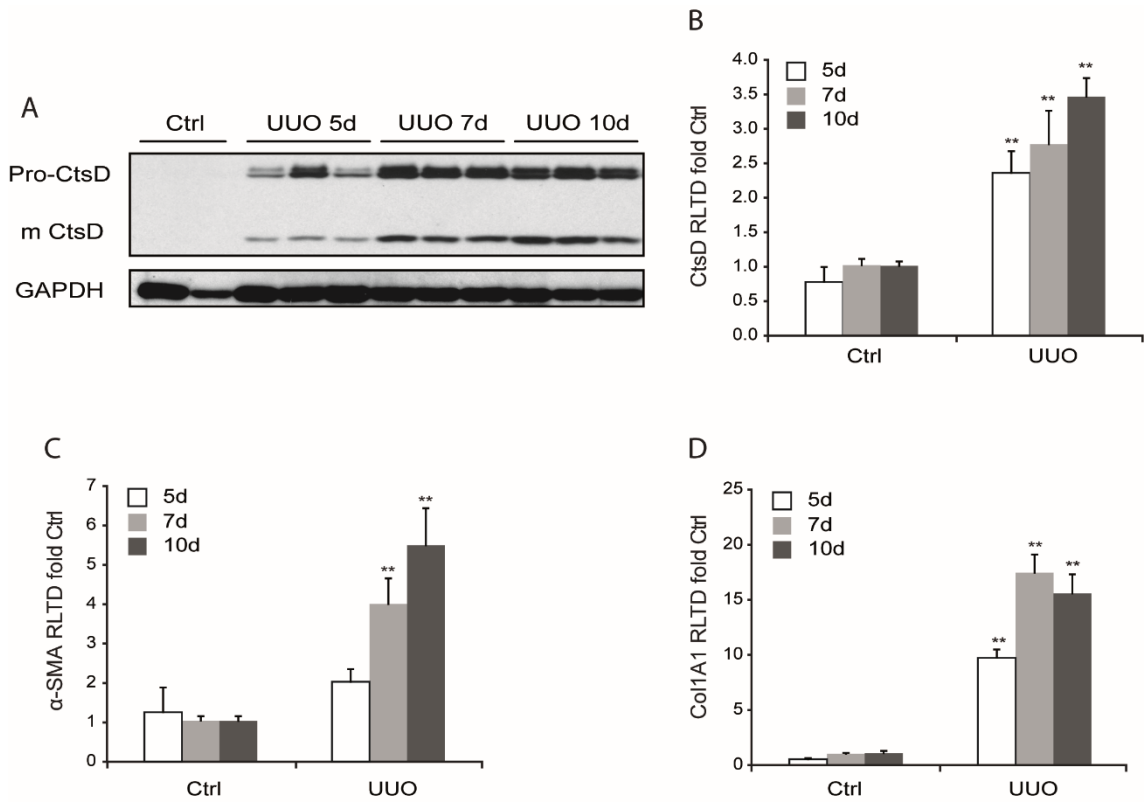 A
Ctrl UUO 5d UUO 7d UUO 10d
Pro-CtsD
m CtsD
GAPDH
B
CtsD RLTD fold Ctrl
4.0
3.5
3.0
2.5
2.0
1.5
1.0
0.5
0.0
5d
7d
10d
**
**
**
Ctrl UUO
C
α-SMA RLTD fold Ctrl
7
6
5
4
3
2
1
0
5d
7d
10d
**
**
Ctrl UUO
D
Col1A1 RLTD fold Ctrl
25
20
15
10
5
0
5d
7d
10d
**
**
**
Ctrl UUO